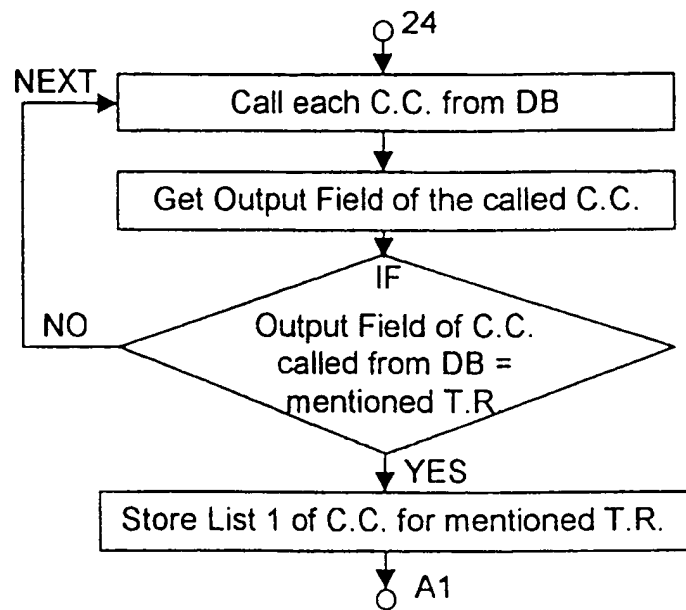 24
NEXT
Call each C.C. from DB
Get Output Field of the called C.C.
IF
NO
Output Field of C.C.
called from DB =
mentioned T.R.
YES
Store List 1 of C.C. for mentioned T.R.
A1